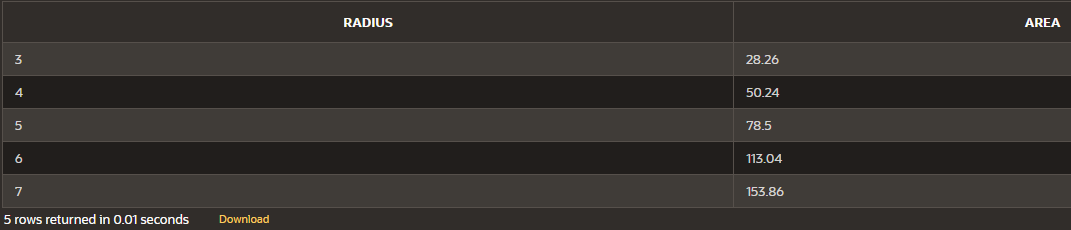 RADIUS AREA
3 28.26
4 50.24
5 78.5
6 113.04
7 153.86
5 rows returned in 0.01 seconds Download